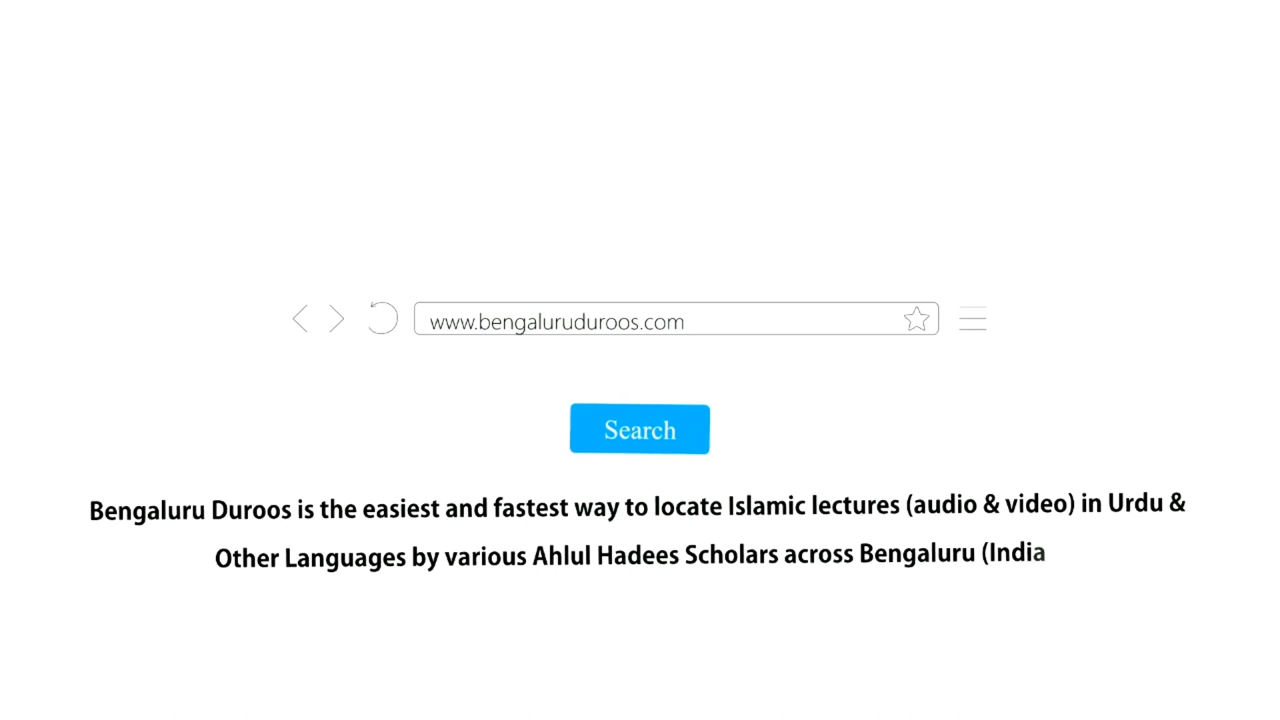 www.bengaluruduroos.com
Search
Bengaluru Duroos is the easiest and fastest way to locate Islamic lectures (audio & video) in Urdu &
Other Languages by various Ahlul Hadees Scholars across Bengaluru (India